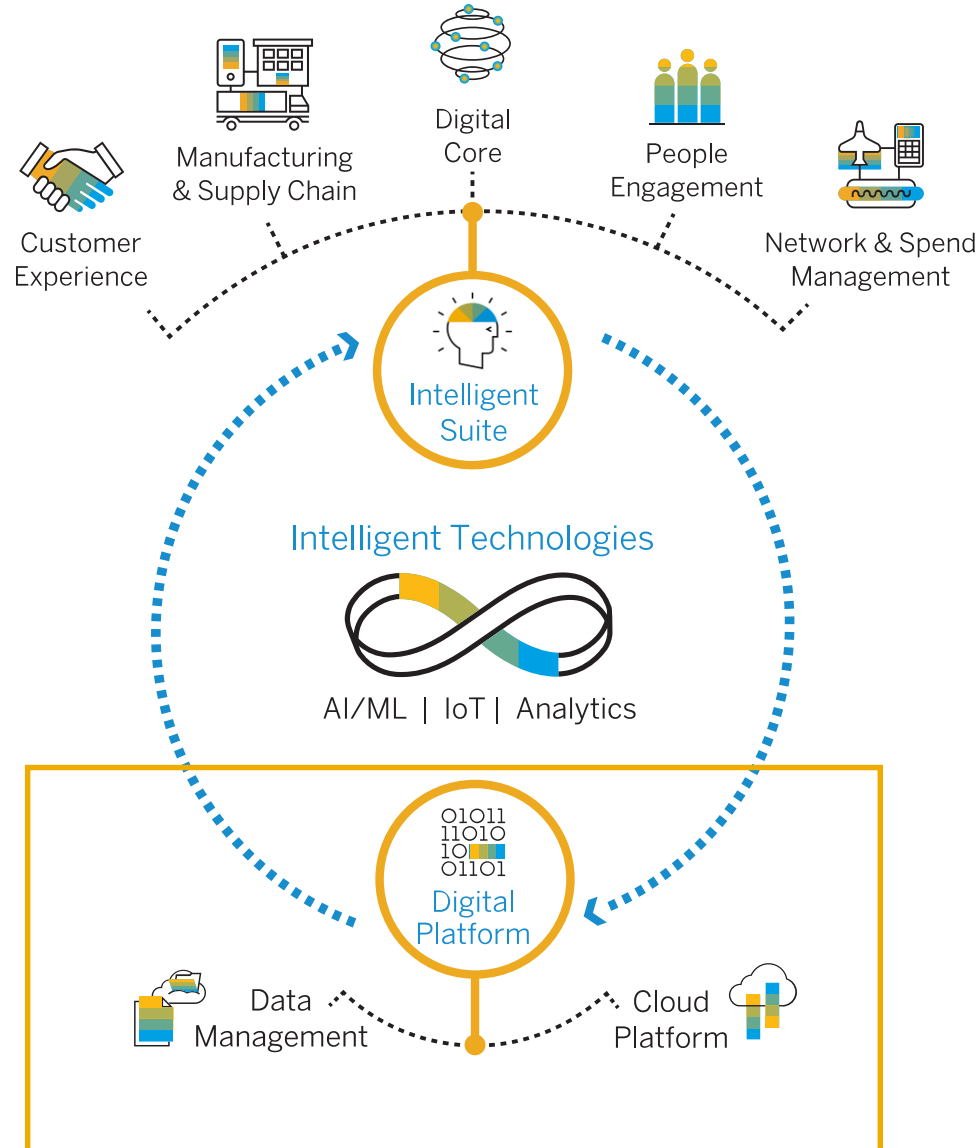 Digital
Core
Manufacturing
& Supply Chain
People
Engagement
Customer
Experience
Network & Spend
Management
Intelligent
Suite
Intelligent Technologies
AI/ML | IoT | Analytics
01011
11010
10
01101
Digital
Platform
Data
Management
Cloud
Platform